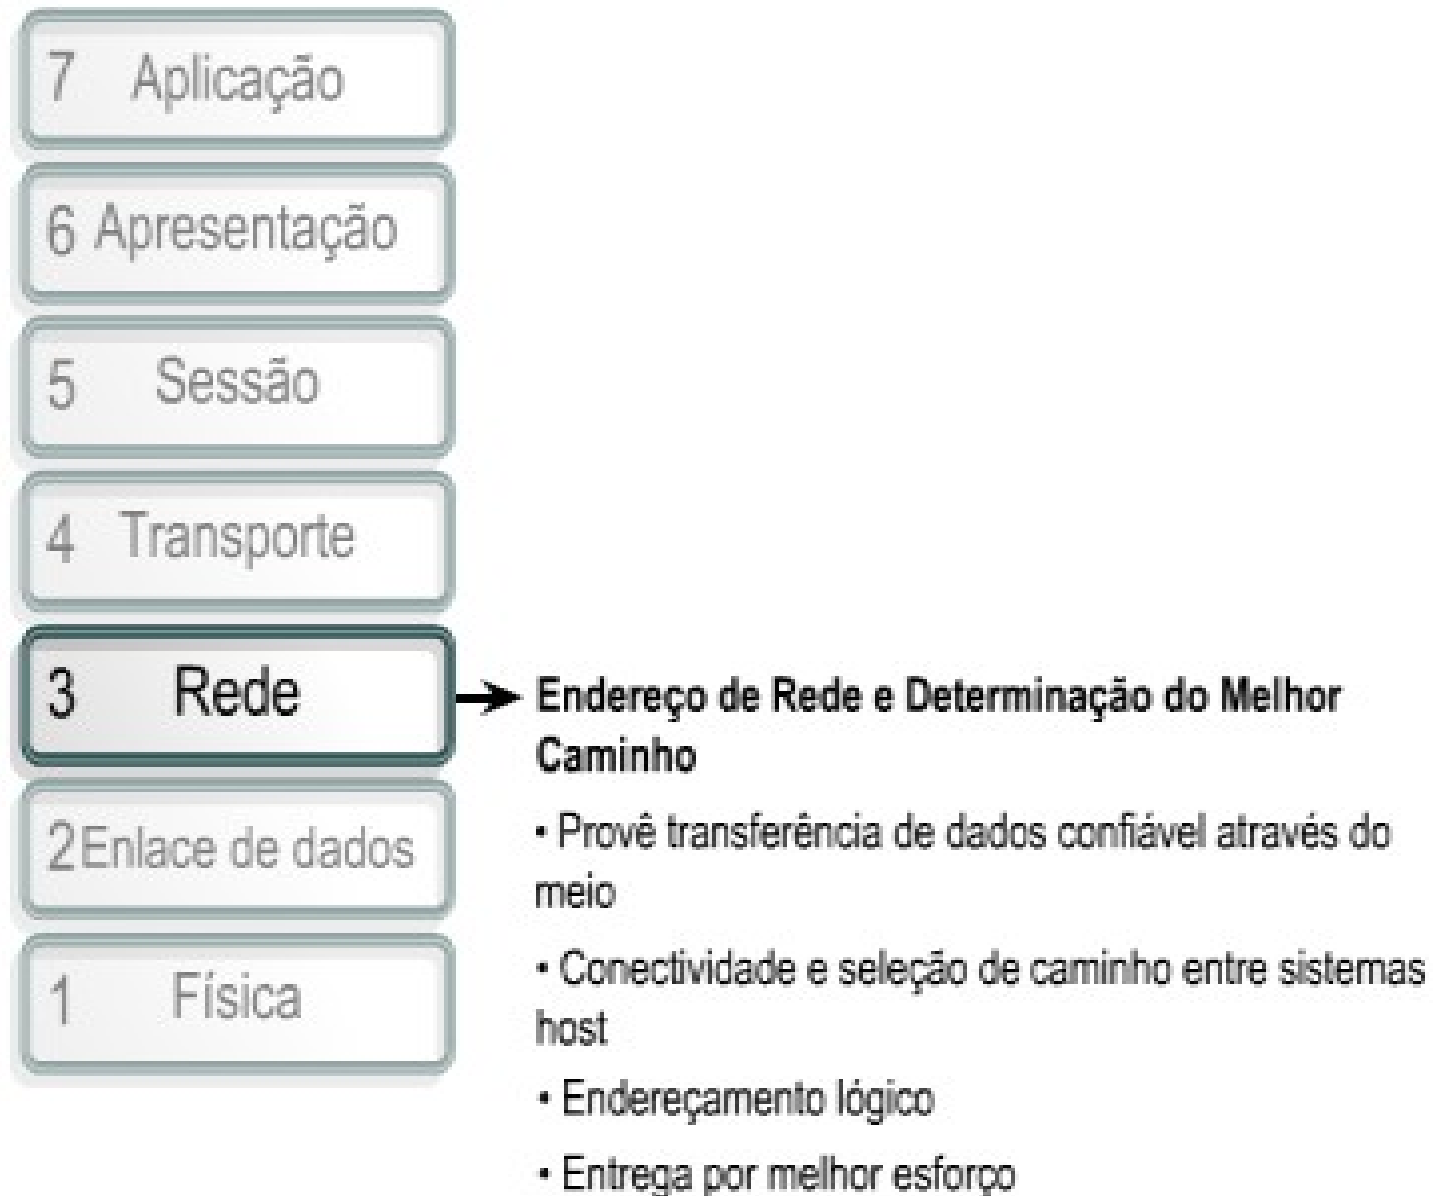 7 Aplicação
6 Apresentação
5 Sessão
4 Transporte
3 Rede
Endereço de Rede e Determinação do Melhor
Caminho
• Provê transferência de dados confiável através do
meio
• Conectividade e seleção de caminho entre sistemas
host
• Endereçamento lógico
• Entrega por melhor esforço
2 Enlace de dados
1 Física